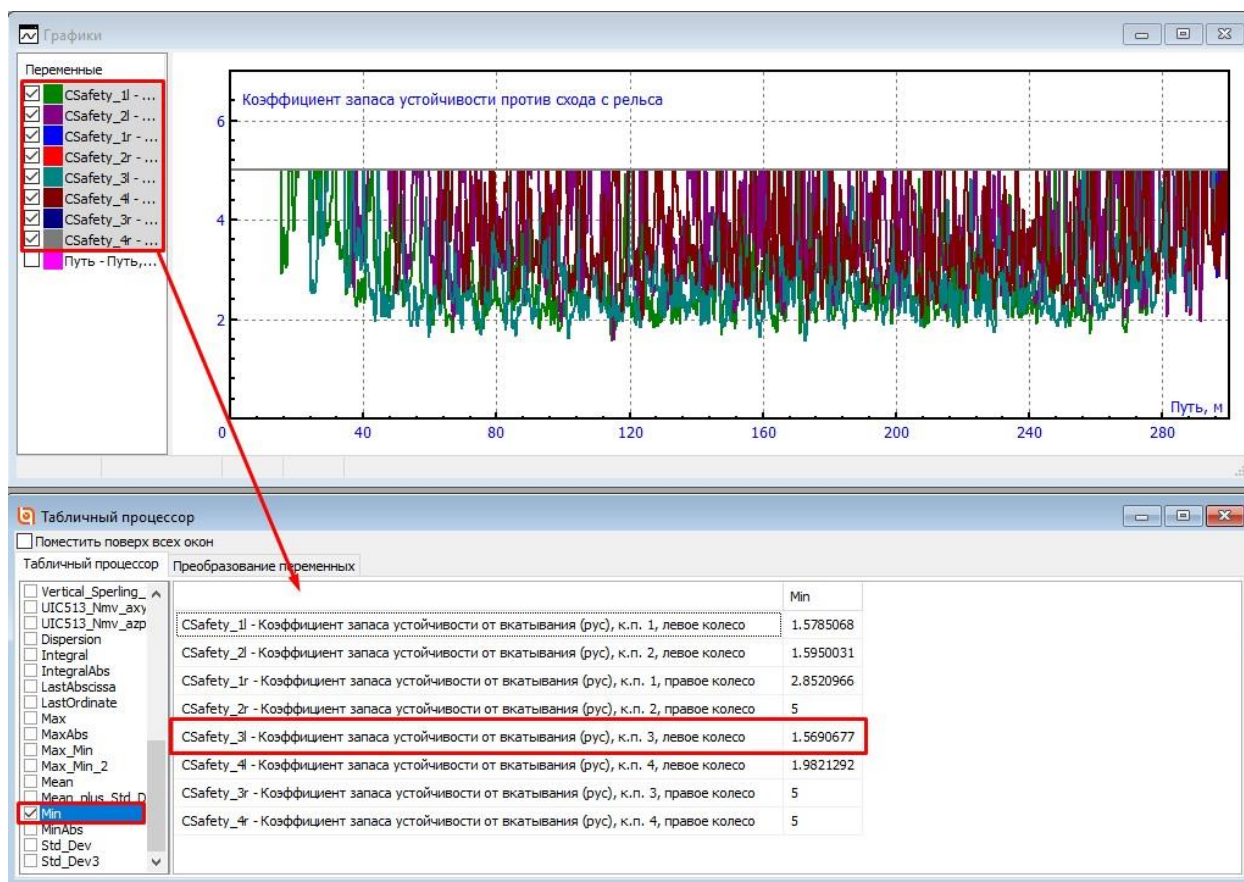 Графики
Переменные
CSafety_1l - ...
CSafety_2l - ...
CSafety_1r - ...
CSafety_2r - ...
CSafety_3l - ...
CSafety_4l - ...
CSafety_3r - ...
CSafety_4r - ...
Путь - Путь,...
Коэффициент запаса устойчивости против схода с рельса
6
4
2
Путь, м
0 40 80 120 160 200 240 280
Табличный процессор
Поместить поверх всех окон
Табличный процессор Преобразование переменных
Vertical_Sperling_
UIC513_Nmv_axy
UIC513_Nmv_azp
Dispersion
Integral
IntegralAbs
LastAbscissa
LastOrdinate
Max
MaxAbs
Max_Min
Max_Min_2
Mean
Mean_plus_Std_D
Min
MinAbs
Std_Dev
Std_Dev3
Min
CSafety_1l - Коэффициент запаса устойчивости от вкатывания (рус), к.п. 1, левое колесо 1.5785068
CSafety_2l - Коэффициент запаса устойчивости от вкатывания (рус), к.п. 2, левое колесо 1.5950031
CSafety_1r - Коэффициент запаса устойчивости от вкатывания (рус), к.п. 1, правое колесо 2.8520966
CSafety_2r - Коэффициент запаса устойчивости от вкатывания (рус), к.п. 2, правое колесо 5
CSafety_3l - Коэффициент запаса устойчивости от вкатывания (рус), к.п. 3, левое колесо 1.5690677
CSafety_4l - Коэффициент запаса устойчивости от вкатывания (рус), к.п. 4, левое колесо 1.9821292
CSafety_3r - Коэффициент запаса устойчивости от вкатывания (рус), к.п. 3, правое колесо 5
CSafety_4r - Коэффициент запаса устойчивости от вкатывания (рус), к.п. 4, правое колесо 5